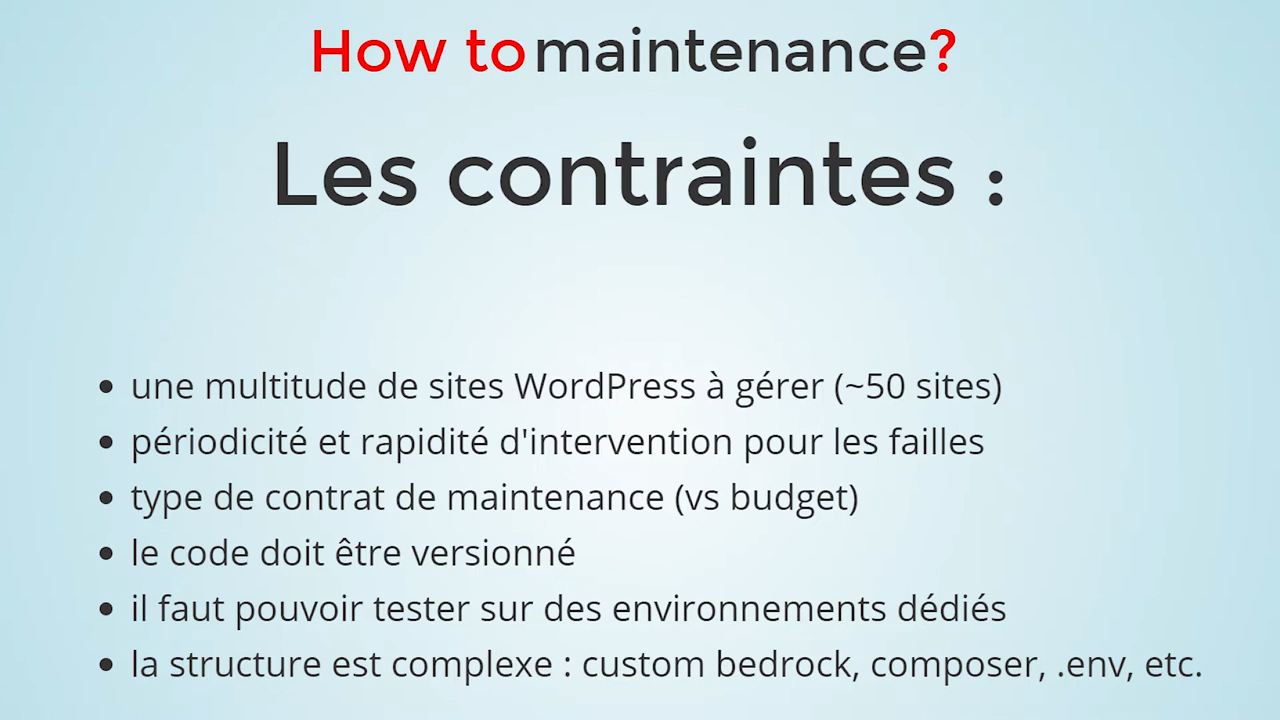 How to maintenance?
Les contraintes :
• une multitude de sites WordPress à gérer (~50 sites)
• périodicité et rapidité d'intervention pour les failles
• type de contrat de maintenance (vs budget)
• le code doit être versionné
• il faut pouvoir tester sur des environnements dédiés
• la structure est complexe : custom bedrock, composer, .env, etc.